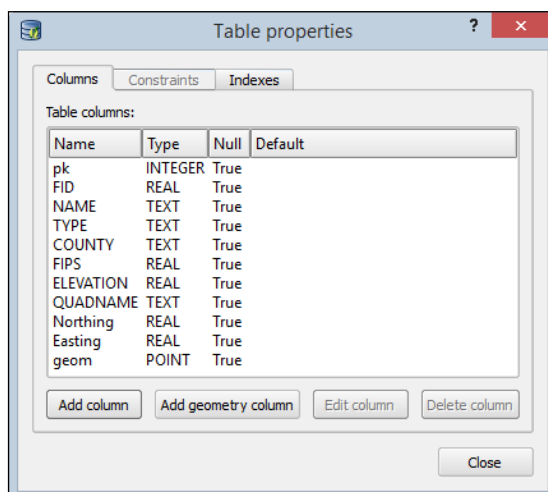 Table properties ? ×
Columns Constraints Indexes
Table columns:
Name Type Null Default
pk INTEGER True
FID REAL True
NAME TEXT True
TYPE TEXT True
COUNTY TEXT True
FIPS REAL True
ELEVATION REAL True
QUADNAME TEXT True
Northing REAL True
Easting REAL True
geom POINT True
Add column Add geometry column Edit column Delete column
Close